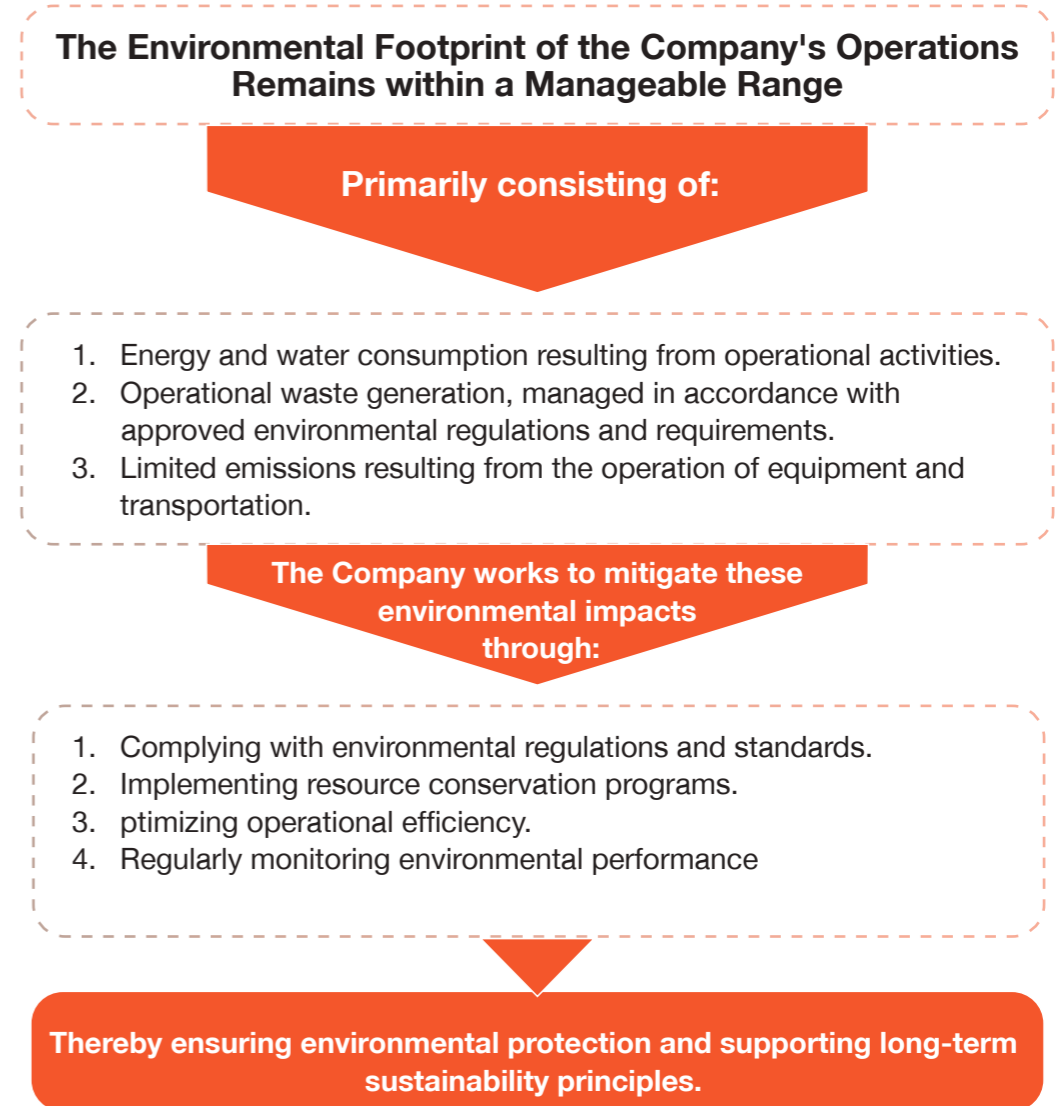 The Environmental Footprint of the Company's Operations
Remains within a Manageable Range
Primarily consisting of:
1. Energy and water consumption resulting from operational activities.
2. Operational waste generation, managed in accordance with
approved environmental regulations and requirements.
3. Limited emissions resulting from the operation of equipment and
transportation.
The Company works to mitigate these
environmental impacts
through:
1. Complying with environmental regulations and standards.
2. Implementing resource conservation programs.
3. ptimizing operational efficiency.
4. Regularly monitoring environmental performance
Thereby ensuring environmental protection and supporting long-term
sustainability principles.